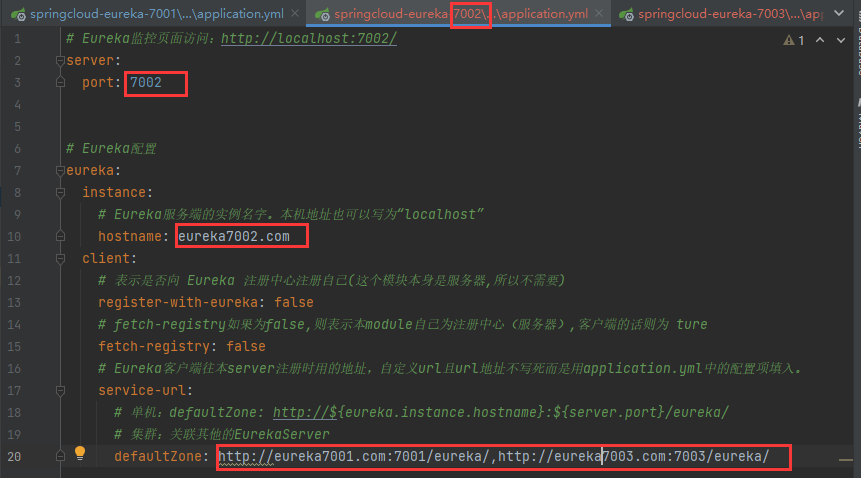 springcloud-eureka-7001\...\application.yml × springcloud-eureka-7002\...\application.yml × springcloud-eureka-7003\...\ap
1 # Eureka监控页面访问：http://localhost:7002/ 1
2 server:
3 port: 7002
4
5
6 # Eureka配置
7 eureka:
8 instance:
9 # Eureka服务端的实例名字. 本机地址也可以写为“localhost”
10 hostname: eureka7002.com
11 client:
12 # 表示是否向 Eureka 注册中心注册自己(这个模块本身是服务器,所以不需要)
13 register-with-eureka: false
14 # fetch-registry如果为false,则表示本module自己为注册中心（服务器）,客户端的话则为 ture
15 fetch-registry: false
16 # Eureka客户端往本server注册时用的地址，自定义url且url地址不写死而是用application.yml中的配置项填入.
17 service-url:
18 # 单机：defaultZone: http://${eureka.instance.hostname}:${server.port}/eureka/
19 # 集群：关联其他的EurekaServer
20 defaultZone: http://eureka7001.com:7001/eureka/,http://eureka7003.com:7003/eureka/